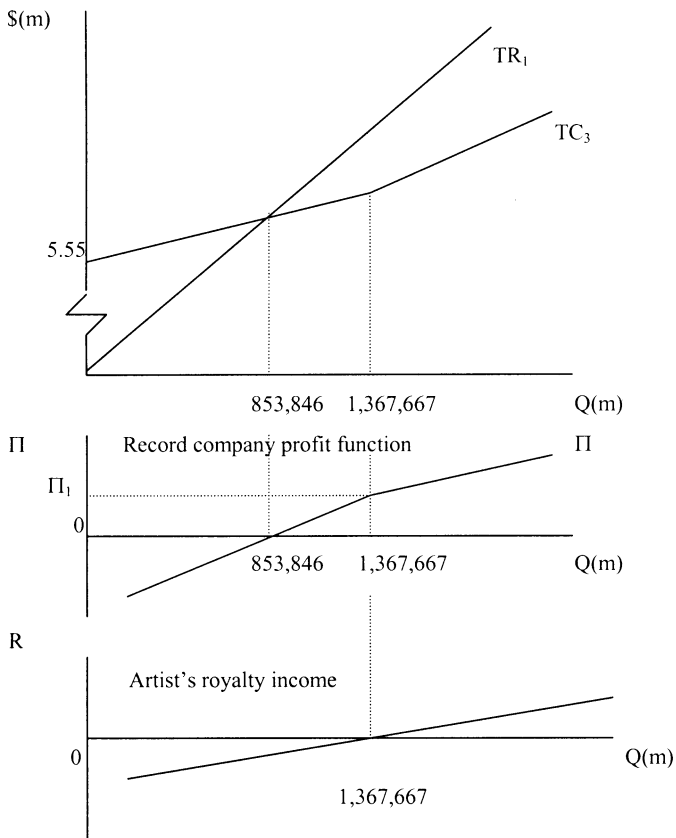 $(m)
TR₁
TC₃
5.55
853,846 1,367,667 Q(m)
Π Record company profit function Π
Π₁
0
853,846 1,367,667 Q(m)
R
Artist's royalty income
0 Q(m)
1,367,667